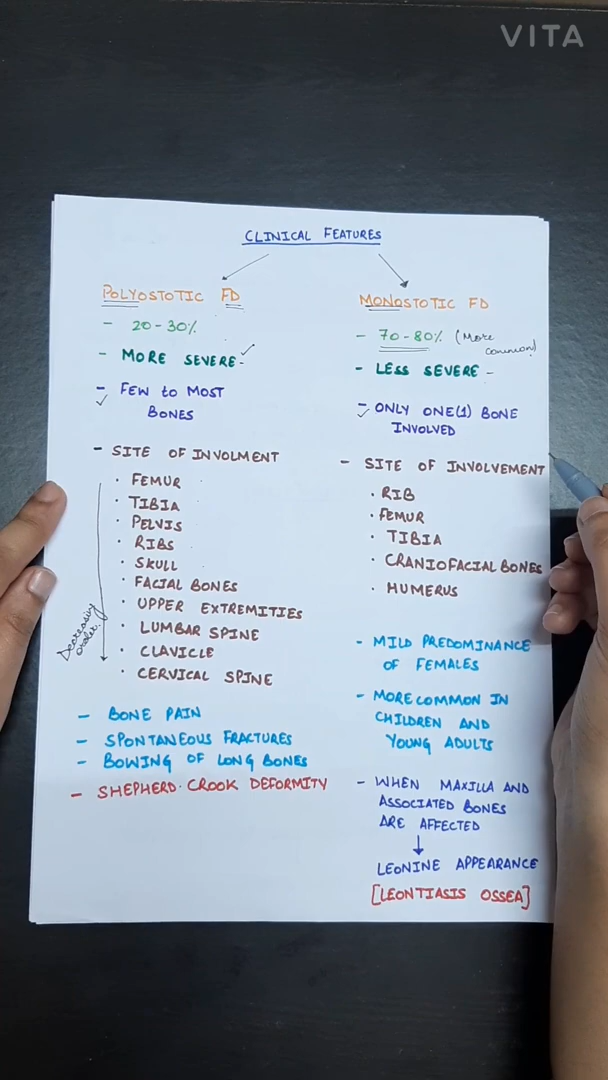 VITA
CLINICAL FEATURES
POLYOSTOTIC FD
- 20-30%
- MORE SEVERE-
- FEW TO MOST
BONES
- SITE OF INVOLMENT
• FEMUR
• TIBIA
• PELVIS
• RIBS
• SKULL
• FACIAL BONES
• UPPER EXTREMITIES
• LUMBAR SPINE
• CLAVICLE
• CERVICAL SPINE
Decreasing
order.
- BONE PAIN
- SPONTANEOUS FRACTURES
- BOWING OF LONG BONES
- SHEPHERD-CROOK DEFORMITY
MONOSTOTIC FD
- 70-80% (More
common)
- LESS SEVERE -
- ONLY ONE(1) BONE
INVOLVED
- SITE OF INVOLVEMENT
• RIB
• FEMUR
• TIBIA
• CRANIOFACIAL BONES
• HUMERUS
- MILD PREDOMINANCE
OF FEMALES
- MORE COMMON IN
CHILDREN AND
YOUNG ADULTS
- WHEN MAXILLA AND
ASSOCIATED BONES
ARE AFFECTED
↓
LEONINE APPEARANCE
[LEONTIASIS OSSEA]